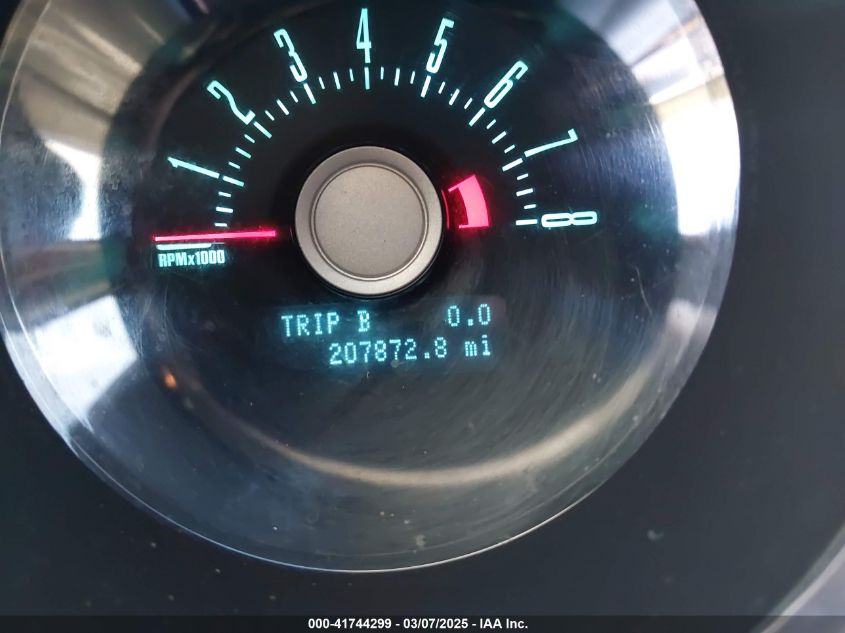 1 2 3 4 5 6 7 8
RPMx1000
TRIP B 0.0
207872.8 mi
000-41744299 - 03/07/2025 - IAA Inc.